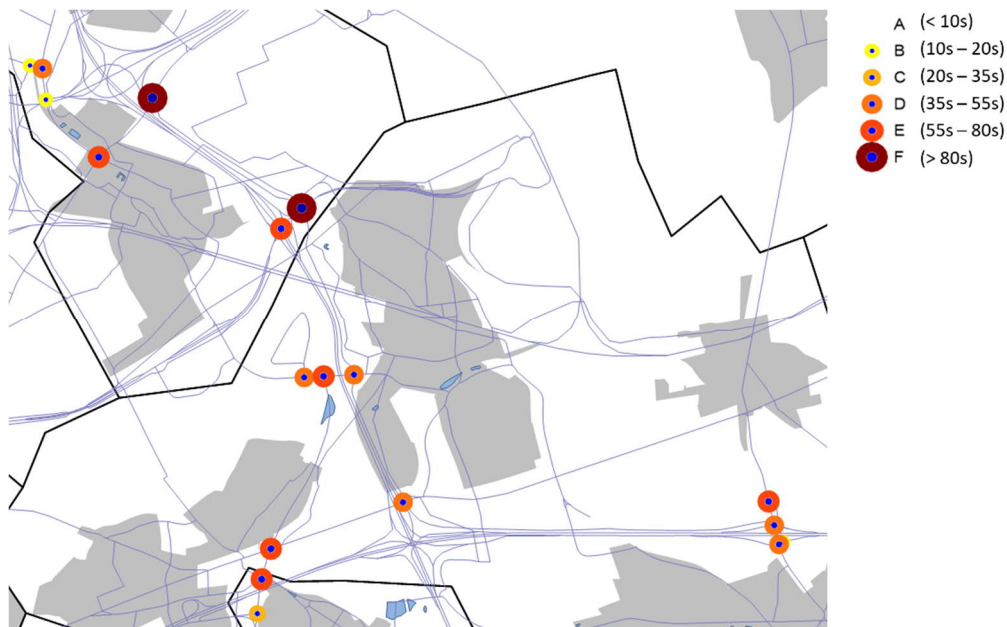 A (< 10s)
B (10s – 20s)
C (20s – 35s)
D (35s – 55s)
E (55s – 80s)
F (> 80s)